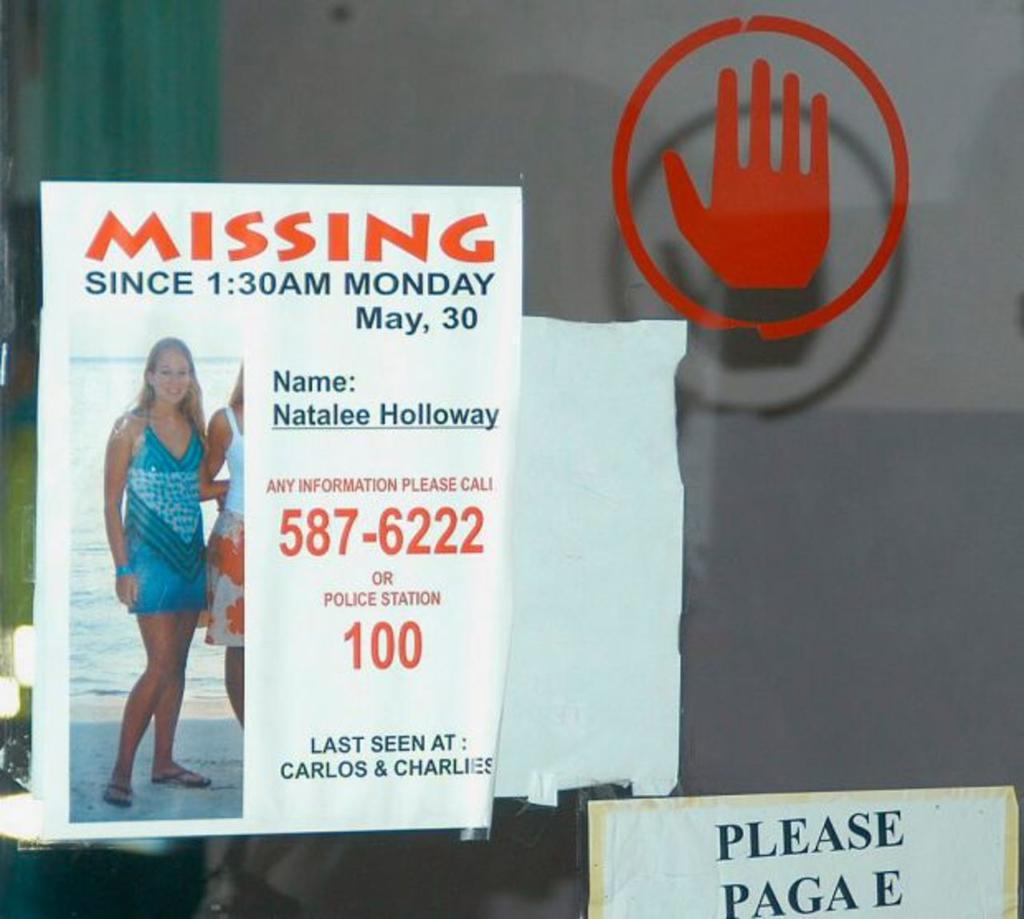 MISSING
SINCE 1:30AM MONDAY
May, 30
Name:
Natalee Holloway
ANY INFORMATION PLEASE CALL
587-6222
OR
POLICE STATION
100
LAST SEEN AT :
CARLOS & CHARLIES
PLEASE
PAGA E